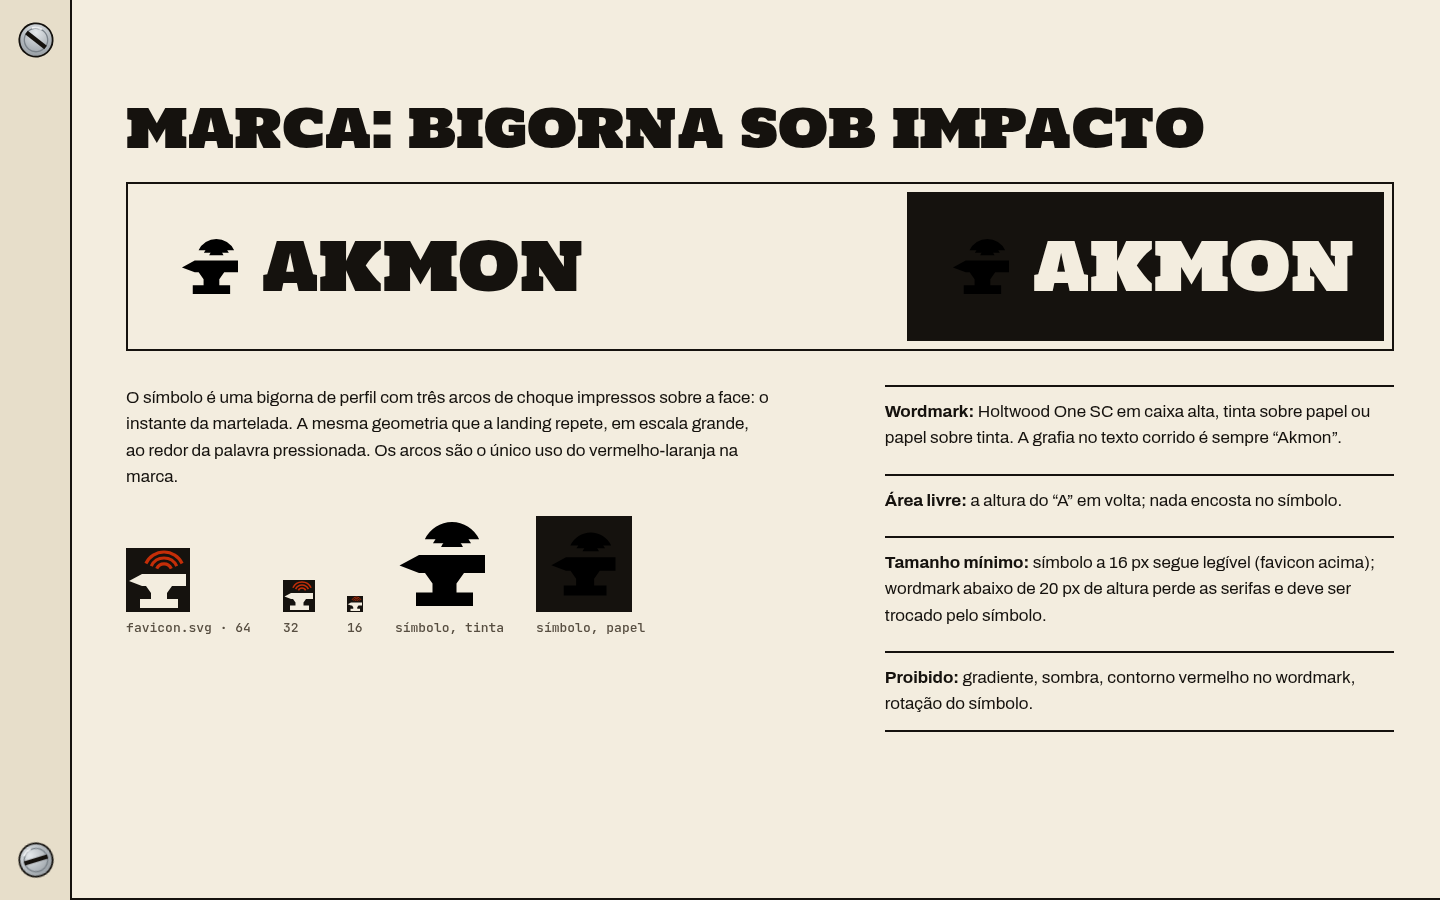 MARCA: BIGORNA SOB IMPACTO
AKMON
AKMON
O símbolo é uma bigorna de perfil com três arcos de choque impressos sobre a face: o
instante da martelada. A mesma geometria que a landing repete, em escala grande,
ao redor da palavra pressionada. Os arcos são o único uso do vermelho-laranja na
marca.
favicon.svg · 64
32
16
símbolo, tinta
símbolo, papel
Wordmark: Holtwood One SC em caixa alta, tinta sobre papel ou
papel sobre tinta. A grafia no texto corrido é sempre “Akmon”.
Área livre: a altura do “A” em volta; nada encosta no símbolo.
Tamanho mínimo: símbolo a 16 px segue legível (favicon acima);
wordmark abaixo de 20 px de altura perde as serifas e deve ser
trocado pelo símbolo.
Proibido: gradiente, sombra, contorno vermelho no wordmark,
rotação do símbolo.